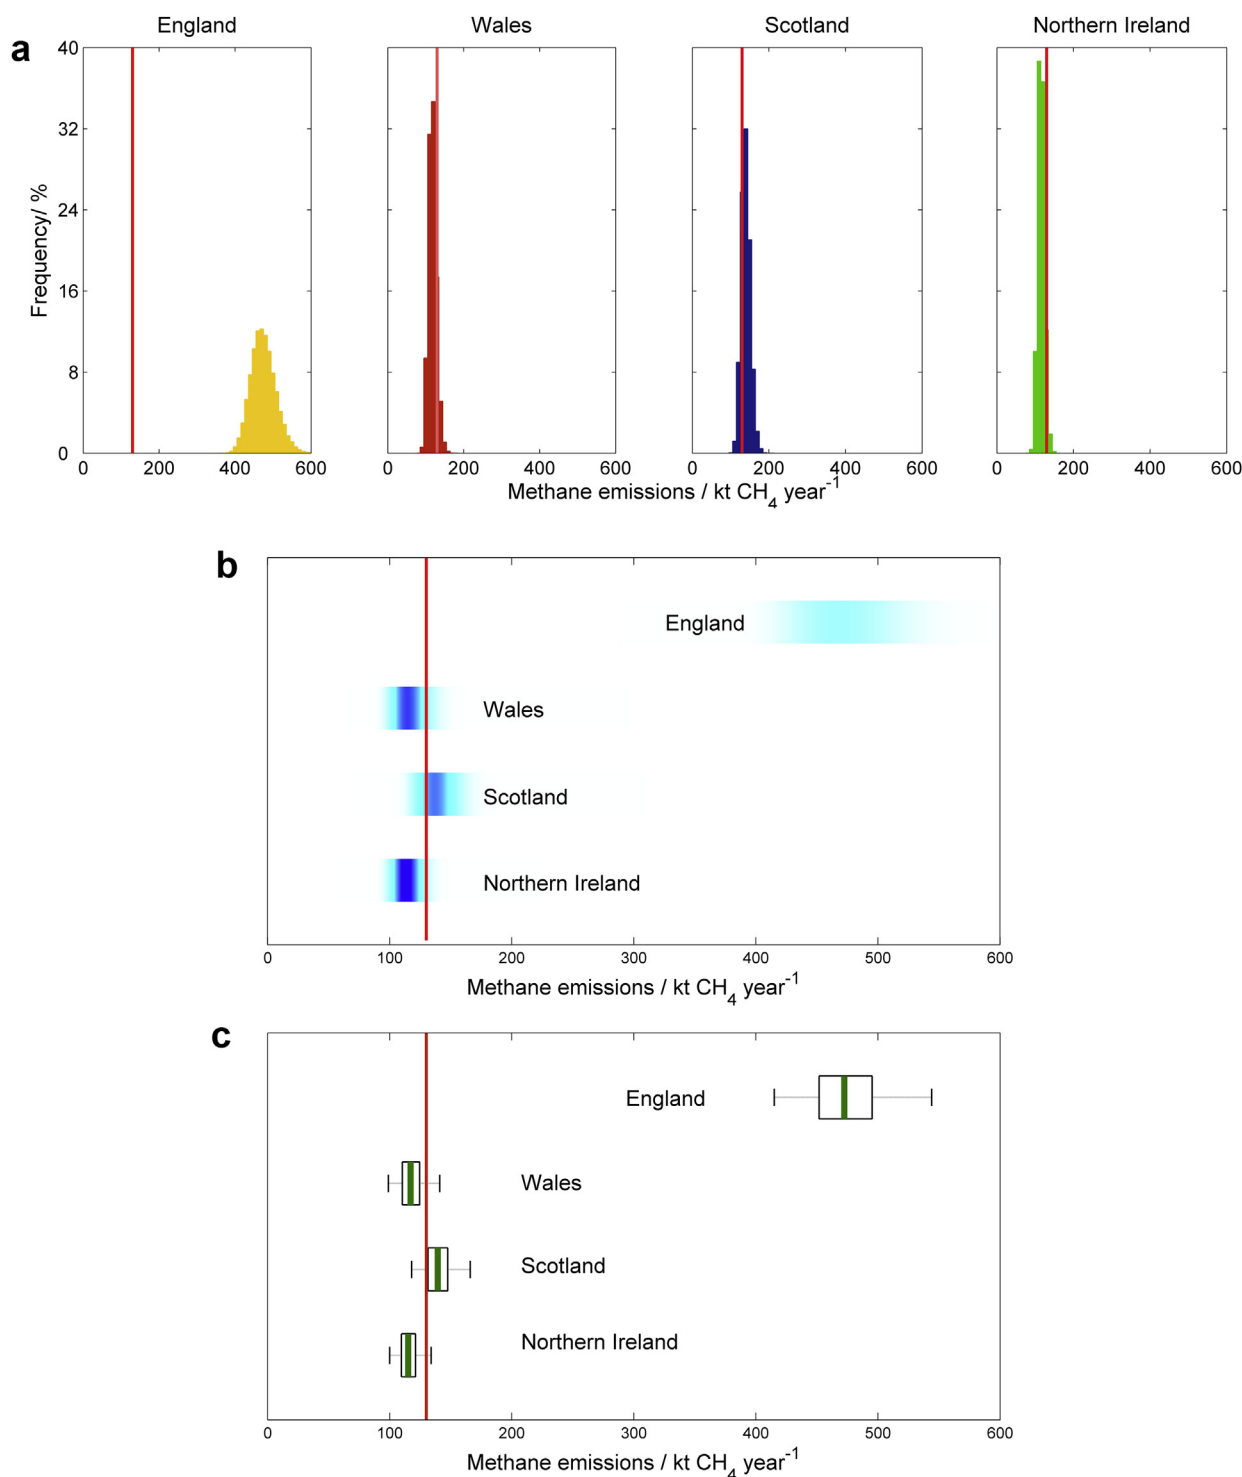 England Wales Scotland Northern Ireland
a
40
32
24
16
8
0
Frequency/ %
0 200 400 600 0 200 400 600 0 200 400 600 0 200 400 600
Methane emissions / kt CH4 year-1
b
England
Wales
Scotland
Northern Ireland
0 100 200 300 400 500 600
Methane emissions / kt CH4 year-1
c
England
Wales
Scotland
Northern Ireland
0 100 200 300 400 500 600
Methane emissions / kt CH4 year-1